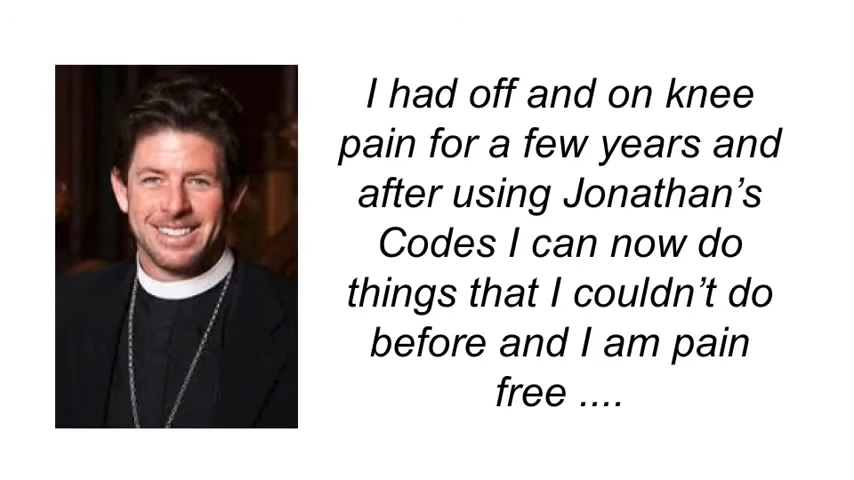 I had off and on knee
pain for a few years and
after using Jonathan’s
Codes I can now do
things that I couldn’t do
before and I am pain
free ....